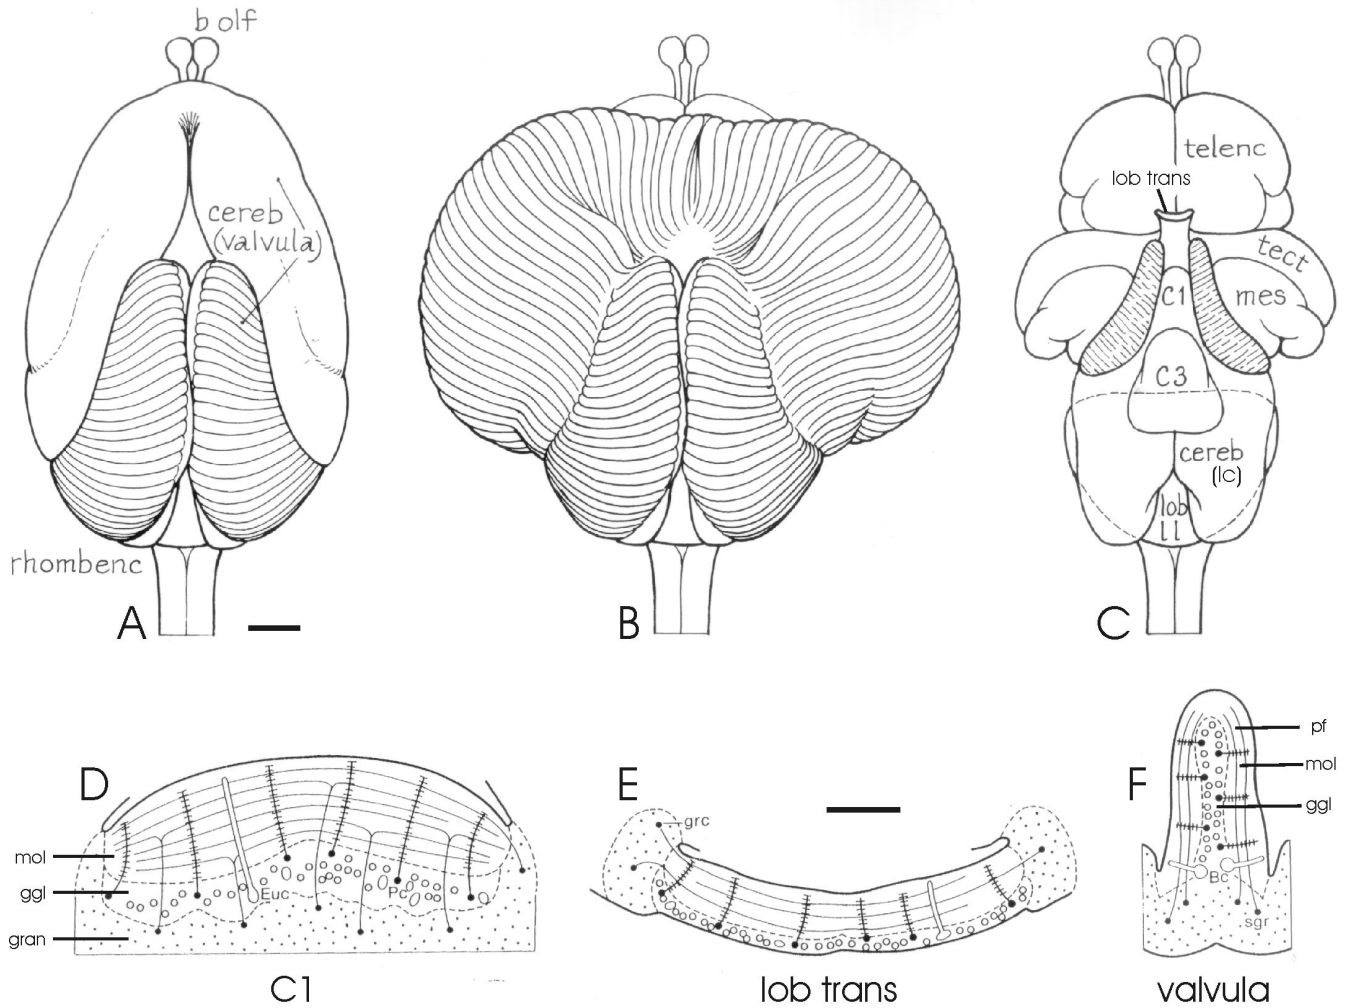 b olf
cereb
(valvula)
rhombenc
A
B
telenc
lob trans
tect
C1
mes
C3
cereb
(lc)
lob
LL
C
D
mol
ggl
gran
Euc
Pc
C1
E
grc
lob trans
F
pf
mol
ggl
Bc
sgr
valvula